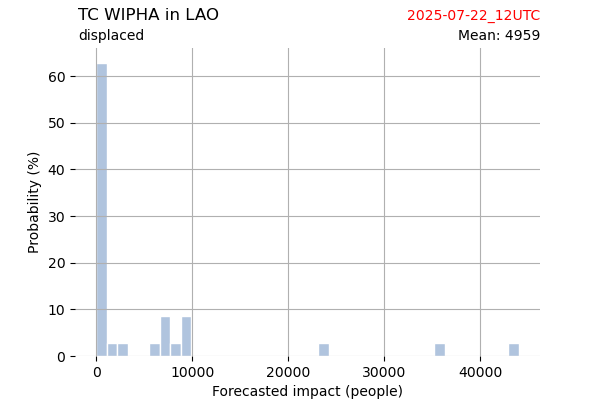 TC WIPHA in LAO
2025-07-22_12UTC
displaced
Mean: 4959
Probability (%)
60
50
40
30
20
10
0
0 10000 20000 30000 40000
Forecasted impact (people)